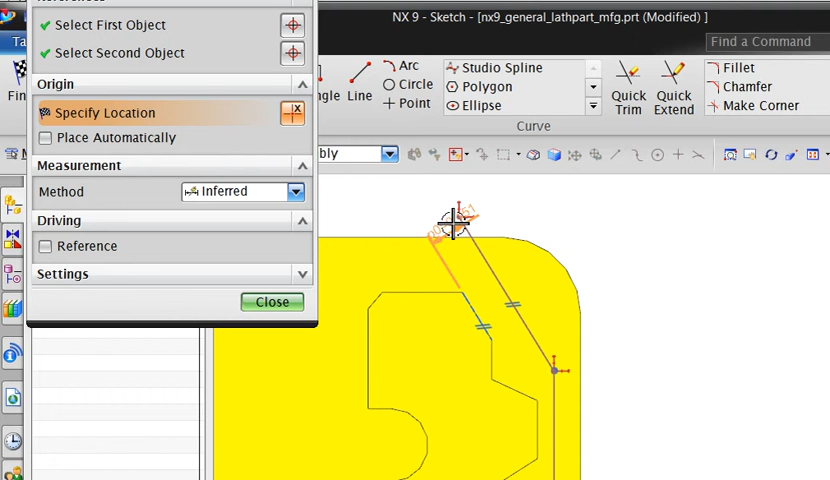 NX 9 - Sketch - [nx9_general_lathpart_mfg.prt (Modified) ]
Select First Object
Select Second Object
Origin
Specify Location
Place Automatically
Measurement
Method
Inferred
Driving
Reference
Settings
Close
Find a Command
Line
Arc
Circle
Point
Studio Spline
Polygon
Ellipse
Quick Trim
Quick Extend
Fillet
Chamfer
Make Corner
Curve